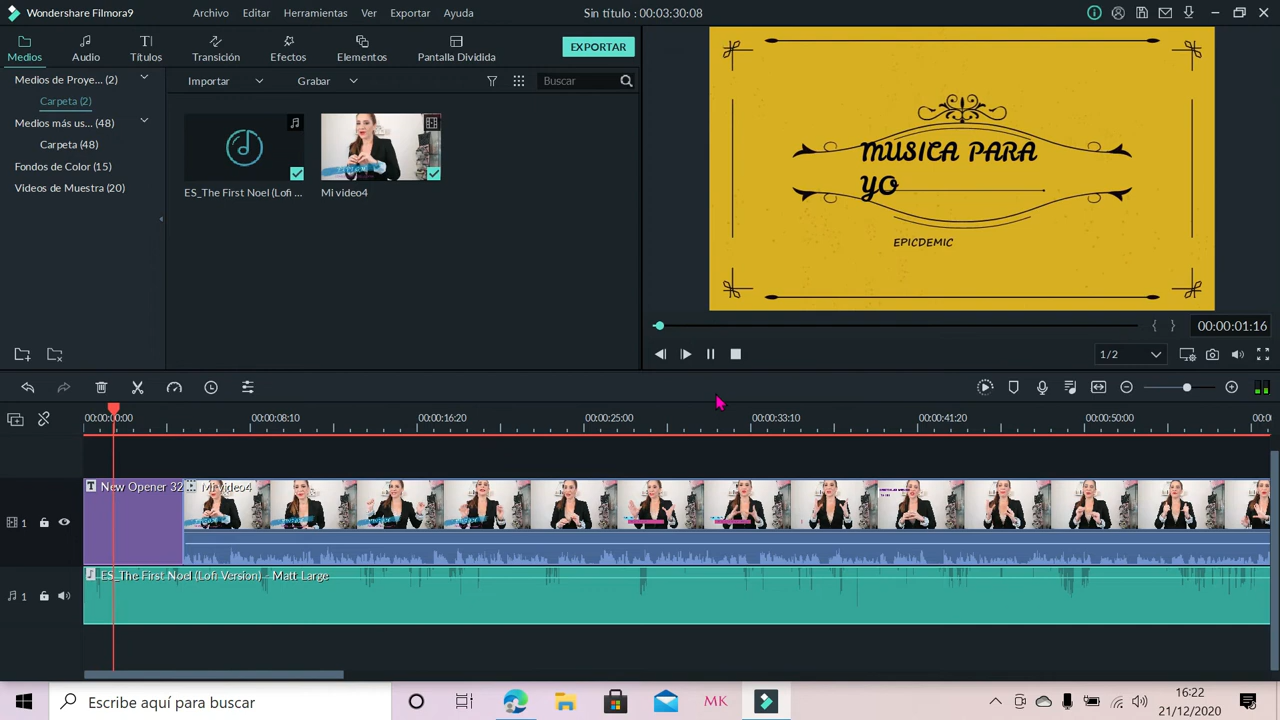 Wondershare Filmora9
Archivo Editar Herramientas Ver Exportar Ayuda
Sin título : 00:03:30:08
Medios Audio Títulos Transición Efectos Elementos Pantalla Dividida
EXPORTAR
Medios de Proye... (2)
Carpeta (2)
Medios más us... (48)
Carpeta (48)
Fondos de Color (15)
Videos de Muestra (20)
Importar Grabar Buscar
ES_The First Noel (Lofi ...
Mi video4
MUSICA PARA
YO
EPICDEMIC
00:00:01:16
1/2
00:00:00:00 00:00:08:10 00:00:16:20 00:00:25:00 00:00:33:10 00:00:41:20 00:00:50:00 00:0
New Opener 32 Mi video4
1
ES_The First Noel (Lofi Version) - Matt Large
1
Escribe aquí para buscar
MK
16:22
21/12/2020